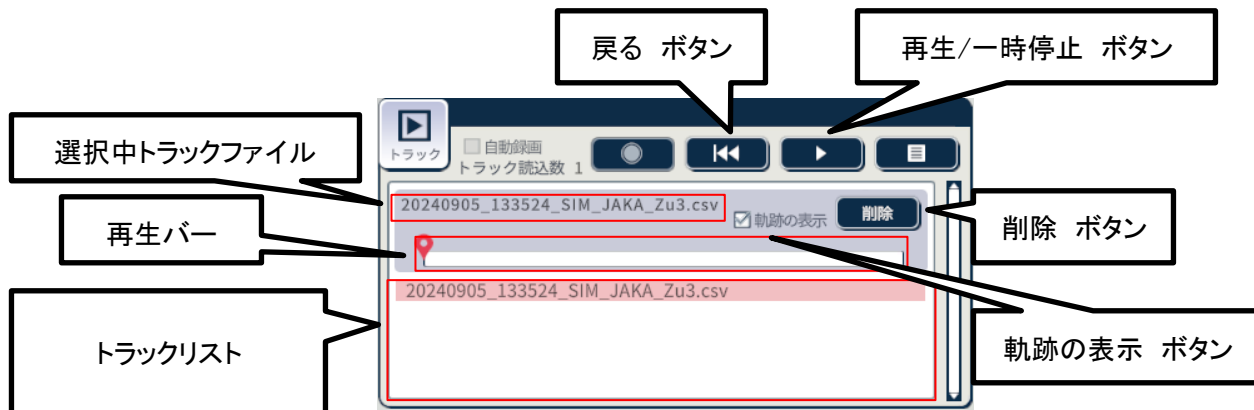 戻る ボタン
再生/一時停止 ボタン
選択中トラックファイル
トラック
自動録画
トラック読込数 1
20240905_133524_SIM_JAKA_Zu3.csv
軌跡の表示
削除
削除 ボタン
再生バー
20240905_133524_SIM_JAKA_Zu3.csv
トラックリスト
軌跡の表示 ボタン